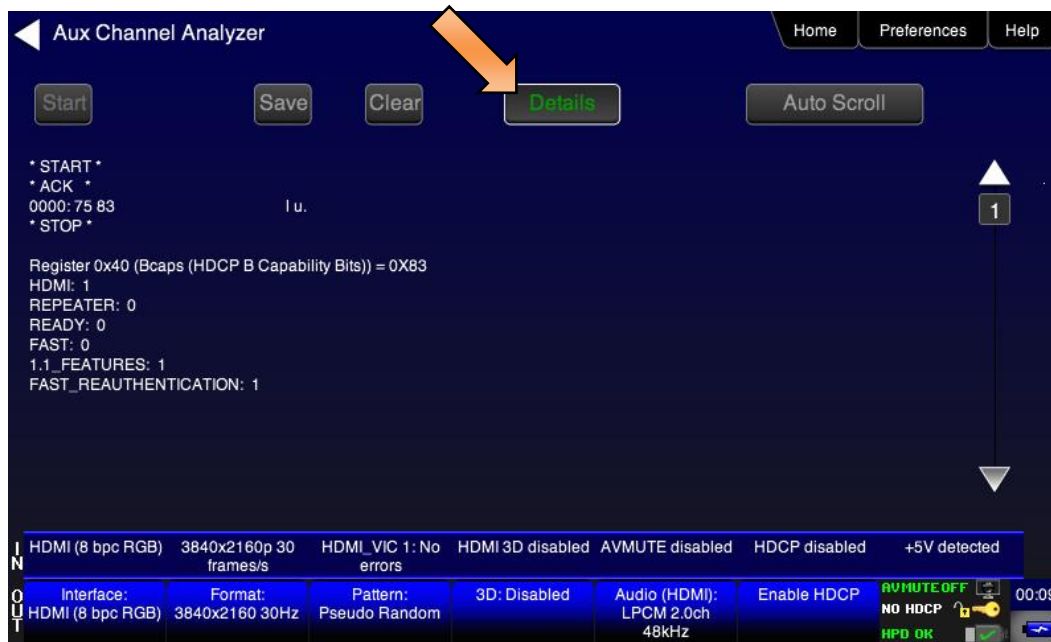 Aux Channel Analyzer
Home
Preferences
Help
Start
Save
Clear
Details
Auto Scroll
* START *
* ACK *
0000: 75 83 I u.
* STOP *
1
Register 0x40 (Bcaps (HDCP B Capability Bits)) = 0X83
HDMI: 1
REPEATER: 0
READY: 0
FAST: 0
1.1_FEATURES: 1
FAST_REAUTHENTICATION: 1
IN
HDMI (8 bpc RGB)
3840x2160p 30
frames/s
HDMI_VIC 1: No
errors
HDMI 3D disabled
AVMUTE disabled
HDCP disabled
+5V detected
OUT
Interface:
HDMI (8 bpc RGB)
Format:
3840x2160 30Hz
Pattern:
Pseudo Random
3D: Disabled
Audio (HDMI):
LPCM 2.0ch
48kHz
Enable HDCP
AVMUTEOFF
NO HDCP
HPD OK
00:09